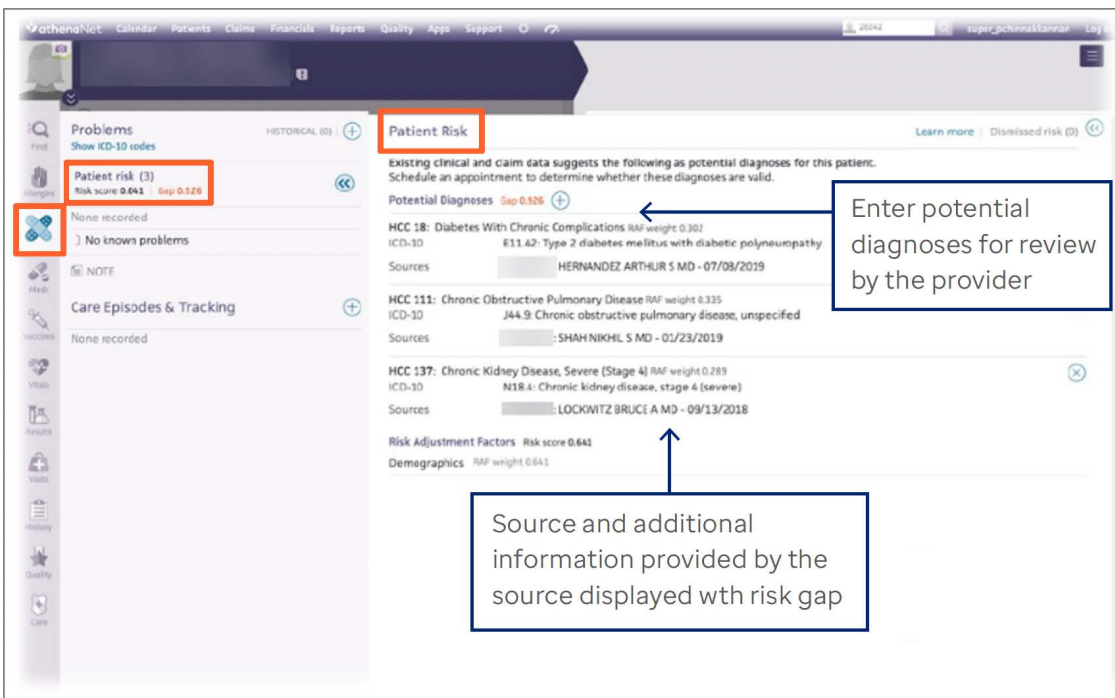 athenaNet Calendar Patients Claims Financials Reports Quality Apps Support
20242 super_pchinnakannan Log
Find
Problems HISTORICAL (0)
Show ICD-10 codes
Patient risk (3)
Risk score 0.641 Gap 0.926
Allergies
None recorded
No known problems
NOTE
Meds
Care Episodes & Tracking
Vaccines
None recorded
Vitals
Results
Visits
History
Quality
Care
Patient Risk Learn more Dismissed risk (0)
Existing clinical and claim data suggests the following as potential diagnoses for this patient.
Schedule an appointment to determine whether these diagnoses are valid.
Potential Diagnoses Gap 0.926
HCC 18: Diabetes With Chronic Complications RAF weight 0.302
ICD-10 E11.42: Type 2 diabetes mellitus with diabetic polyneuropathy
Sources HERNANDEZ ARTHUR S MD - 07/08/2019
HCC 111: Chronic Obstructive Pulmonary Disease RAF weight 0.335
ICD-10 J44.9: Chronic obstructive pulmonary disease, unspecified
Sources : SHAH NIKHIL S MD - 01/23/2019
HCC 137: Chronic Kidney Disease, Severe (Stage 4) RAF weight 0.289
ICD-10 N18.4: Chronic kidney disease, stage 4 (severe)
Sources : LOCKWITZ BRUCE A MD - 09/13/2018
Risk Adjustment Factors Risk score 0.641
Demographics RAF weight 0.641
Enter potential
diagnoses for review
by the provider
Source and additional
information provided by the
source displayed wth risk gap